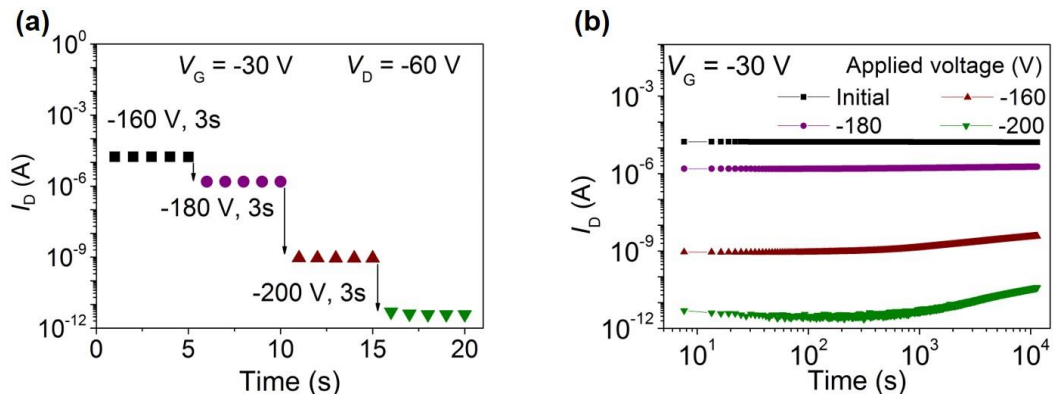 (a)
10^0
10^-3
10^-6
10^-9
10^-12
I_D (A)
V_G = -30 V V_D = -60 V
-160 V, 3s
-180 V, 3s
-200 V, 3s
0 5 10 15 20
Time (s)
(b)
10^-3
10^-6
10^-9
10^-12
I_D (A)
V_G = -30 V Applied voltage (V)
Initial -160
-180 -200
10^1 10^2 10^3 10^4
Time (s)